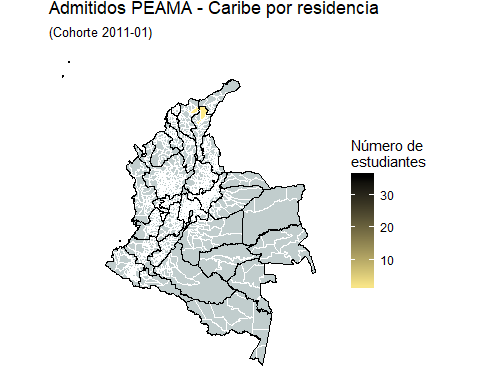 Admitidos PEAMA - Caribe por residencia
(Cohorte 2011-01)
Número de
estudiantes
30
20
10